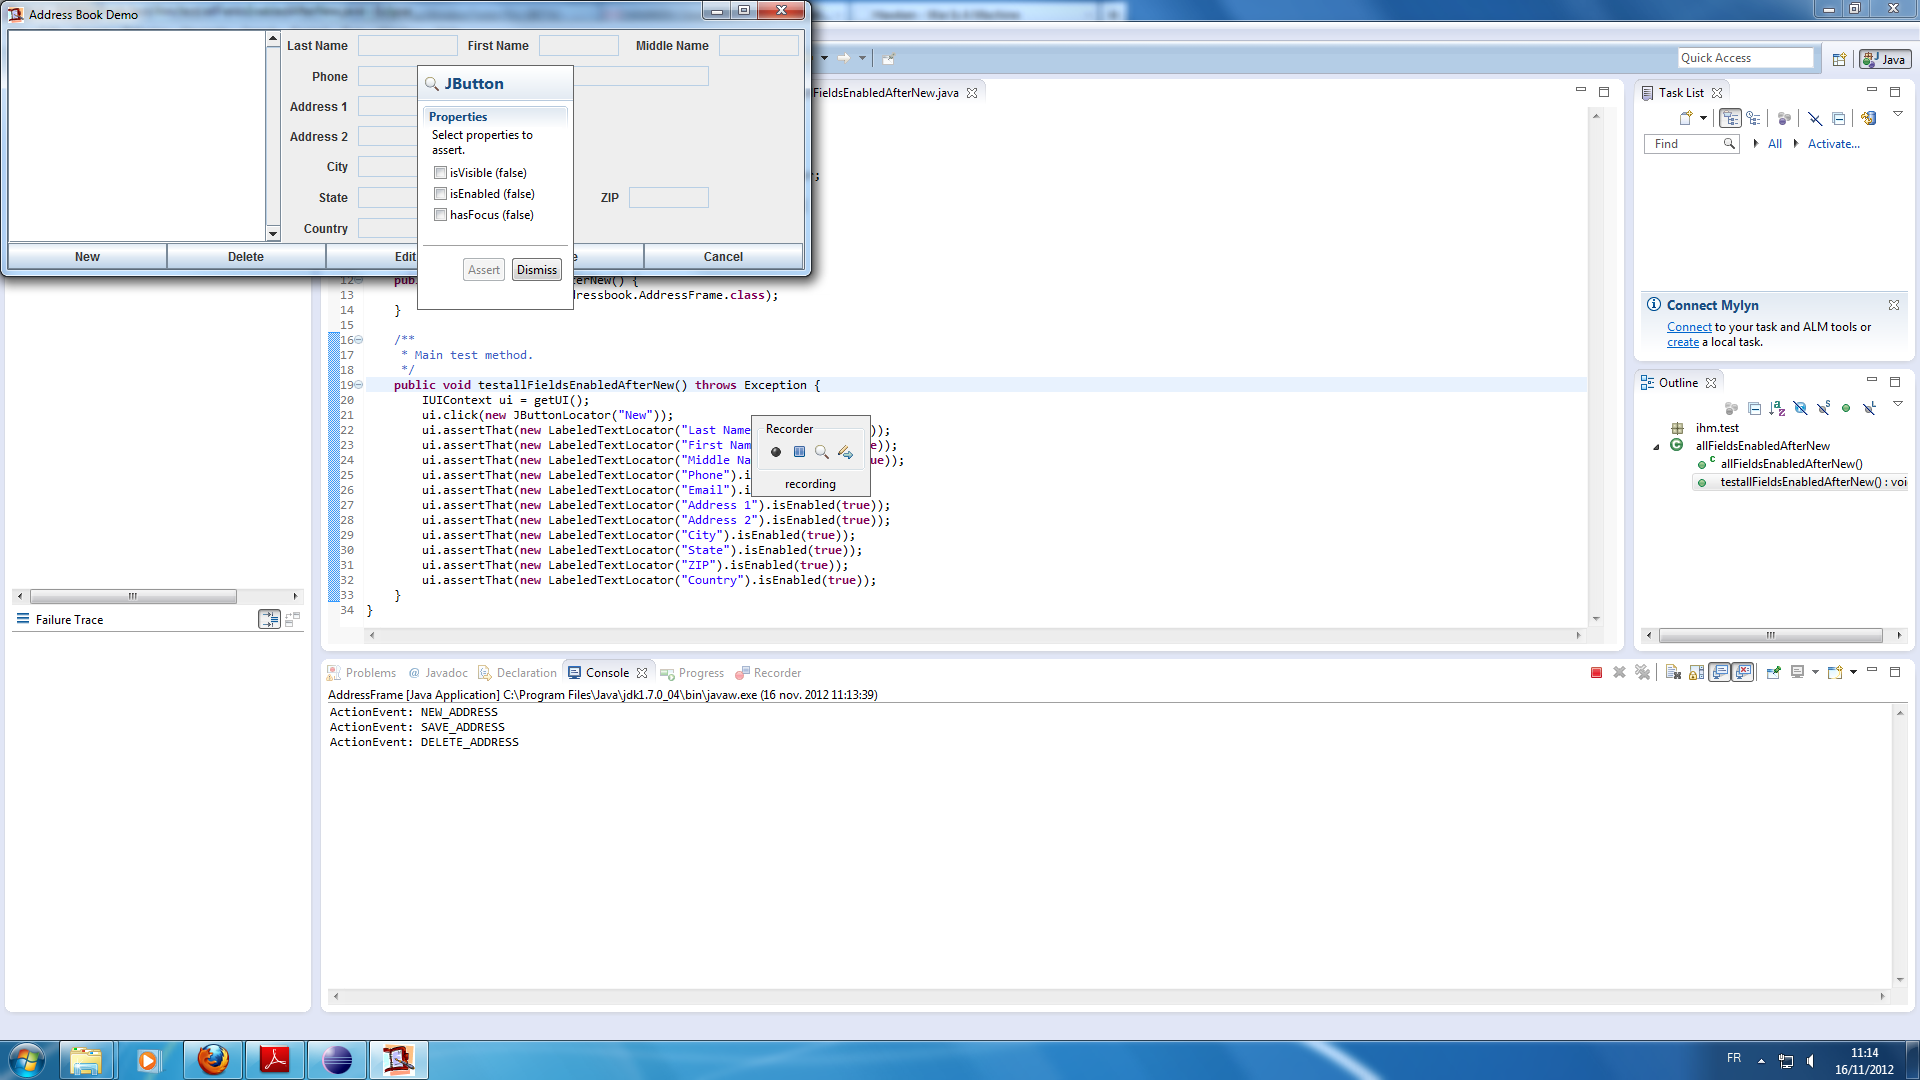 Address Book Demo
Last Name
First Name
Middle Name
Phone
Address 1
Address 2
City
State
ZIP
Country
New
Delete
Edit
Cancel
JButton
Properties
Select properties to
assert.
isVisible (false)
isEnabled (false)
hasFocus (false)
Assert
Dismiss
Quick Access
Java
FieldsEnabledAfterNew.java
12
13 dressbook.AddressFrame.class);
14 }
15
16 /**
17 * Main test method.
18 */
19 public void testallFieldsEnabledAfterNew() throws Exception {
20 IUIContext ui = getUI();
21 ui.click(new JButtonLocator("New"));
22 ui.assertThat(new LabeledTextLocator("Last Name ));
23 ui.assertThat(new LabeledTextLocator("First Nam e));
24 ui.assertThat(new LabeledTextLocator("Middle Na ue));
25 ui.assertThat(new LabeledTextLocator("Phone").i
26 ui.assertThat(new LabeledTextLocator("Email").i
27 ui.assertThat(new LabeledTextLocator("Address 1").isEnabled(true));
28 ui.assertThat(new LabeledTextLocator("Address 2").isEnabled(true));
29 ui.assertThat(new LabeledTextLocator("City").isEnabled(true));
30 ui.assertThat(new LabeledTextLocator("State").isEnabled(true));
31 ui.assertThat(new LabeledTextLocator("ZIP").isEnabled(true));
32 ui.assertThat(new LabeledTextLocator("Country").isEnabled(true));
33 }
34 }
Recorder
recording
Task List
Find
All
Activate...
Connect Mylyn
Connect to your task and ALM tools or
create a local task.
Outline
ihm.test
allFieldsEnabledAfterNew
allFieldsEnabledAfterNew()
testallFieldsEnabledAfterNew() : voi
Failure Trace
Problems
Javadoc
Declaration
Console
Progress
Recorder
AddressFrame [Java Application] C:\Program Files\Java\jdk1.7.0_04\bin\javaw.exe (16 nov. 2012 11:13:39)
ActionEvent: NEW_ADDRESS
ActionEvent: SAVE_ADDRESS
ActionEvent: DELETE_ADDRESS
FR
11:14
16/11/2012